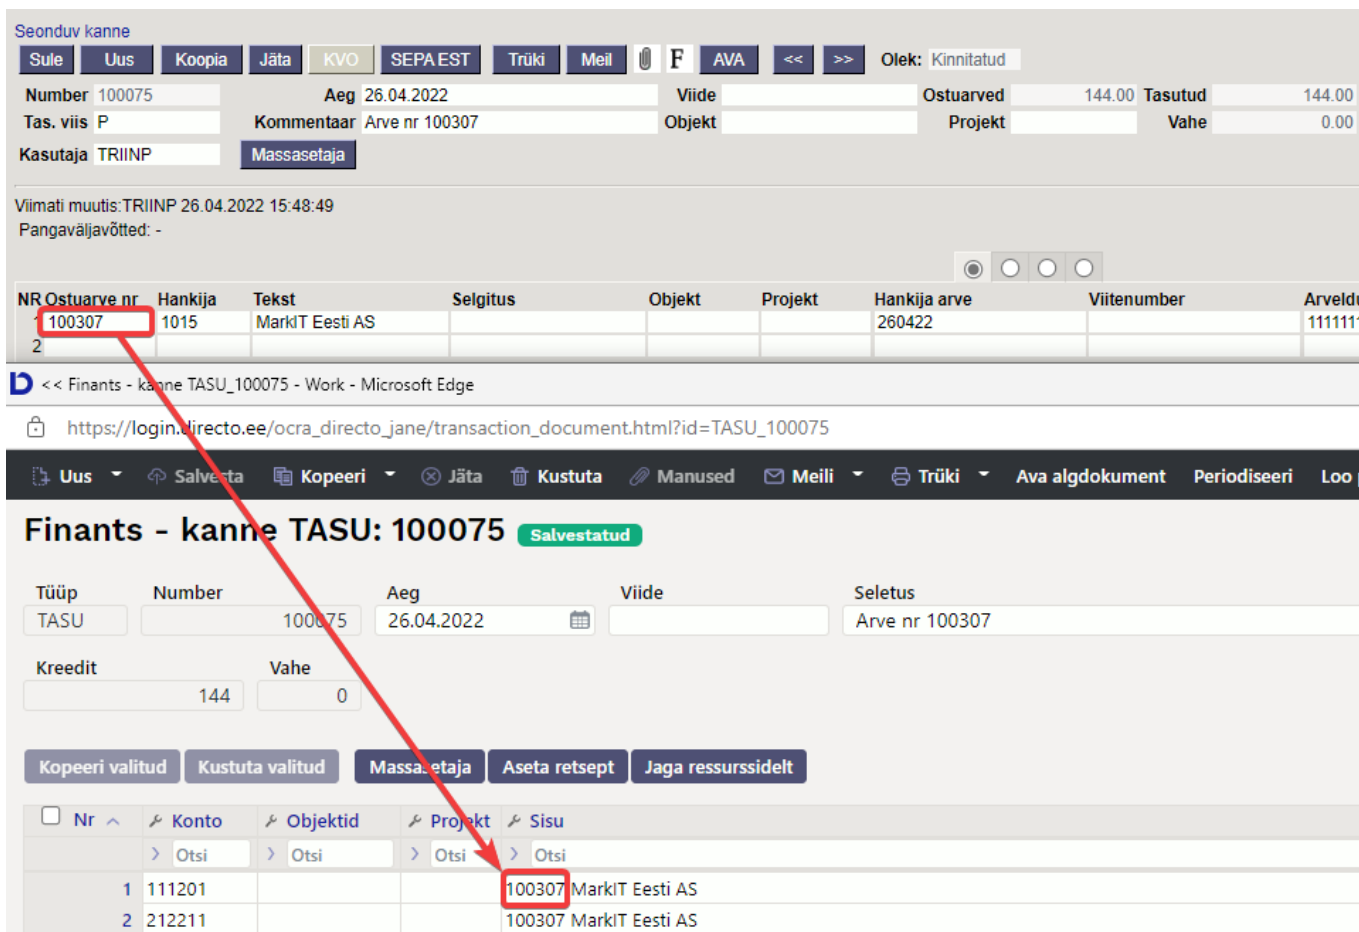 Seonduv kanne
Sule Uus Koopia Jäta KVO SEPA EST Trüki Meil F AVA << >> Olek: Kinnitatud
Number 100075 Aeg 26.04.2022 Viide Ostuarved 144.00 Tasutud 144.00
Tas. viis P Kommentaar Arve nr 100307 Objekt Projekt Vahe 0.00
Kasutaja TRIINP Massasetaja
Viimati muutis:TRIINP 26.04.2022 15:48:49
Pangaväljavõtted: -
NR Ostuarve nr Hankija Tekst Selgitus Objekt Projekt Hankija arve Viitenumber Arveldu
1 100307 1015 MarkIT Eesti AS 260422 111111
2
<< Finants - kanne TASU_100075 - Work - Microsoft Edge
https://login.directo.ee/ocra_directo_jane/transaction_document.html?id=TASU_100075
Uus Salvesta Kopeeri Jäta Kustuta Manused Meili Trüki Ava algdokument Periodiseeri Loo
Finants - kanne TASU: 100075 Salvestatud
Tüüp Number Aeg Viide Seletus
TASU 100075 26.04.2022 Arve nr 100307
Kreedit Vahe
144 0
Kopeeri valitud Kustuta valitud Massasetaja Aseta retsept Jaga ressurssidelt
Nr Konto Objektid Projekt Sisu
Otsi Otsi Otsi Otsi
1 111201 100307 MarkIT Eesti AS
2 212211 100307 MarkIT Eesti AS